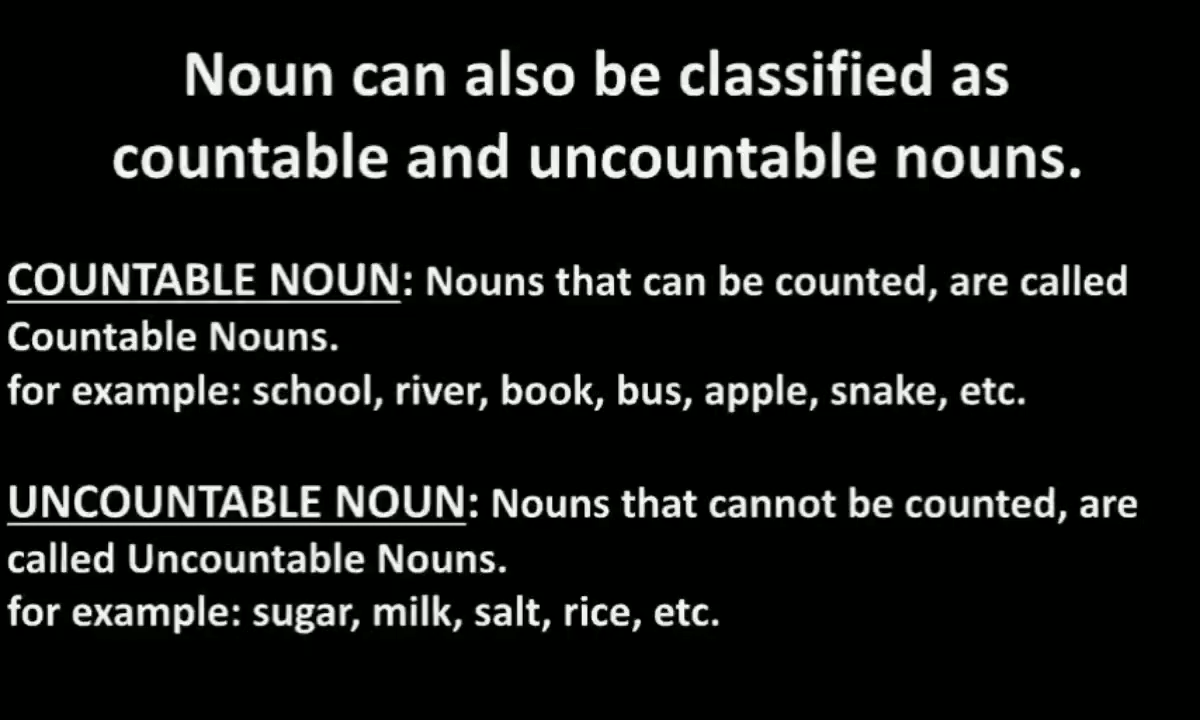 Noun can also be classified as
countable and uncountable nouns.
COUNTABLE NOUN: Nouns that can be counted, are called
Countable Nouns.
for example: school, river, book, bus, apple, snake, etc.
UNCOUNTABLE NOUN: Nouns that cannot be counted, are
called Uncountable Nouns.
for example: sugar, milk, salt, rice, etc.